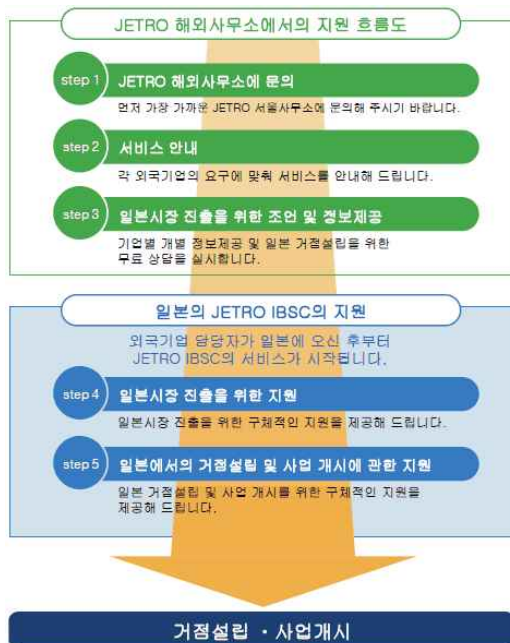 JETRO 해외사무소에서의 지원 흐름도
step 1 JETRO 해외사무소에 문의
먼저 가장 가까운 JETRO 서울사무소에 문의해 주시기 바랍니다.
step 2 서비스 안내
각 외국기업의 요구에 맞춰 서비스를 안내해 드립니다.
step 3 일본시장 진출을 위한 조언 및 정보제공
기업별 개별 정보제공 및 일본 거점설립을 위한
무료 상담을 실시합니다.
일본의 JETRO IBSC의 지원
외국기업 담당자가 일본에 오신 후부터
JETRO IBSC의 서비스가 시작됩니다.
step 4 일본시장 진출을 위한 지원
일본시장 진출을 위한 구체적인 지원을 제공해 드립니다.
step 5 일본에서의 거점설립 및 사업 개시에 관한 지원
일본 거점설립 및 사업 개시를 위한 구체적인 지원을
제공해 드립니다.
거점설립 · 사업개시